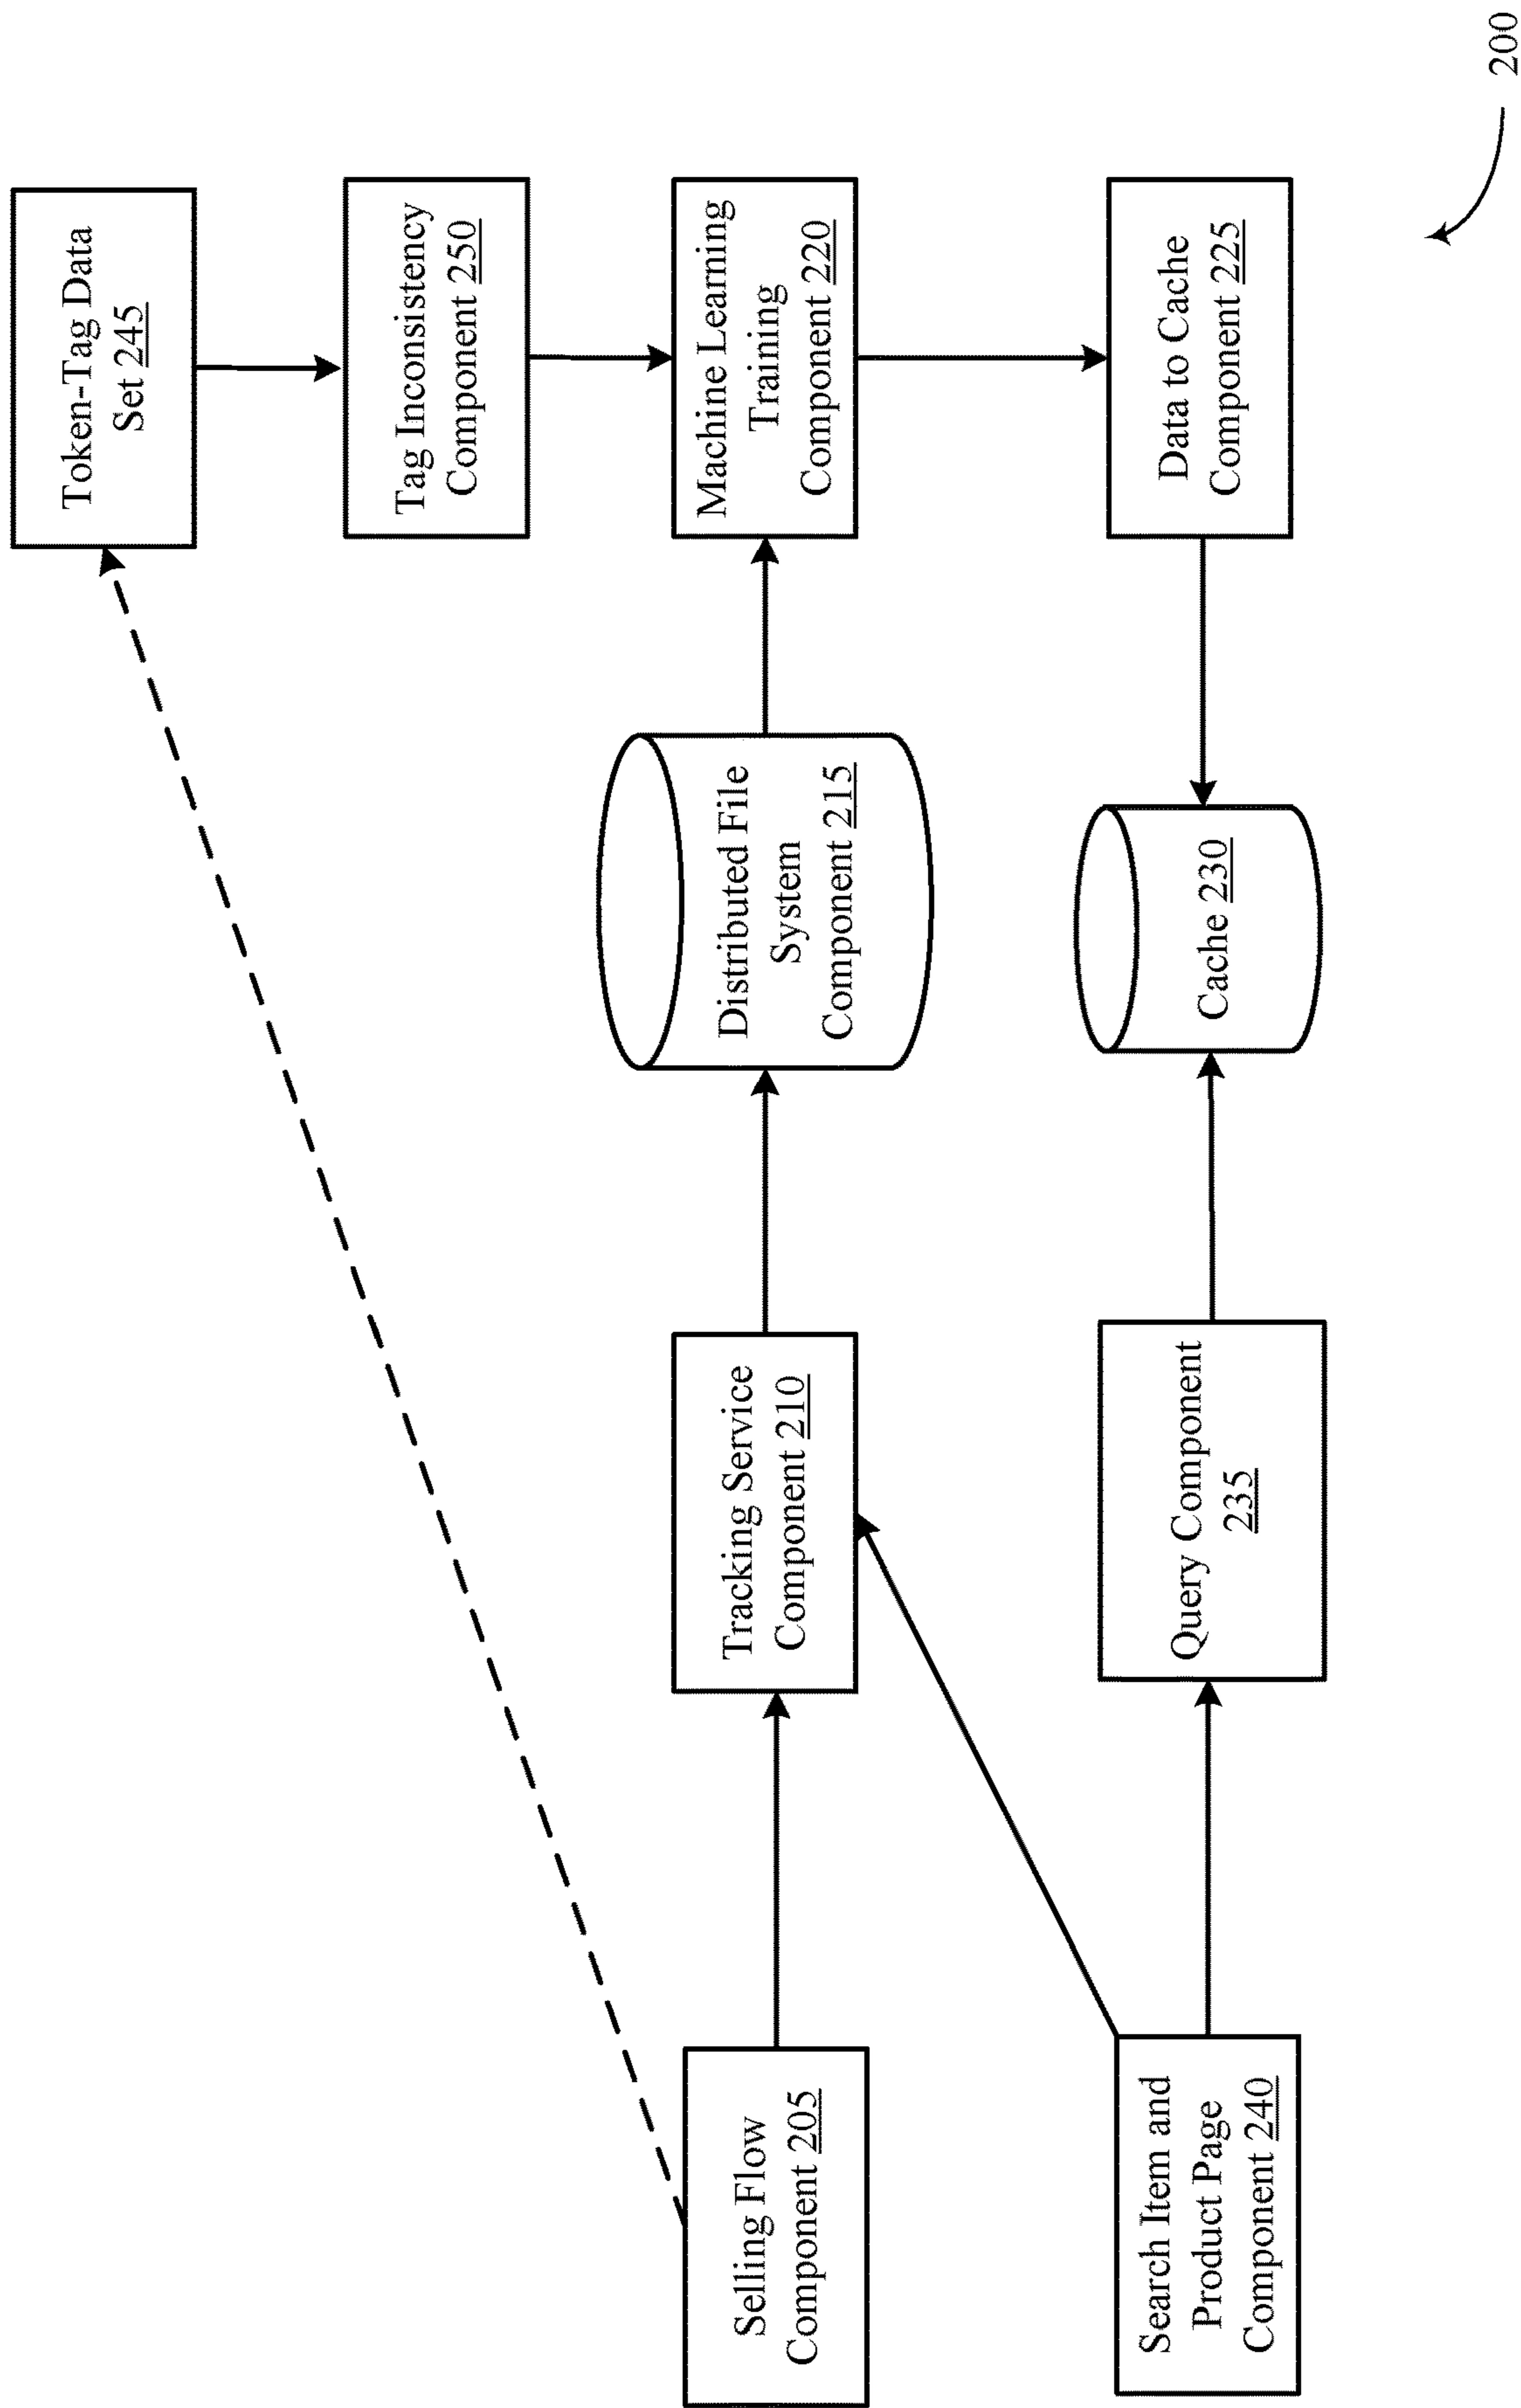 Token-Tag Data
Set 245
Tag Inconsistency
Component 250
Selling Flow
Component 205
Tracking Service
Component 210
Distributed File
System
Component 215
Machine Learning
Training
Component 220
Search Item and
Product Page
Component 240
Query Component
235
Cache 230
Data to Cache
Component 225
200